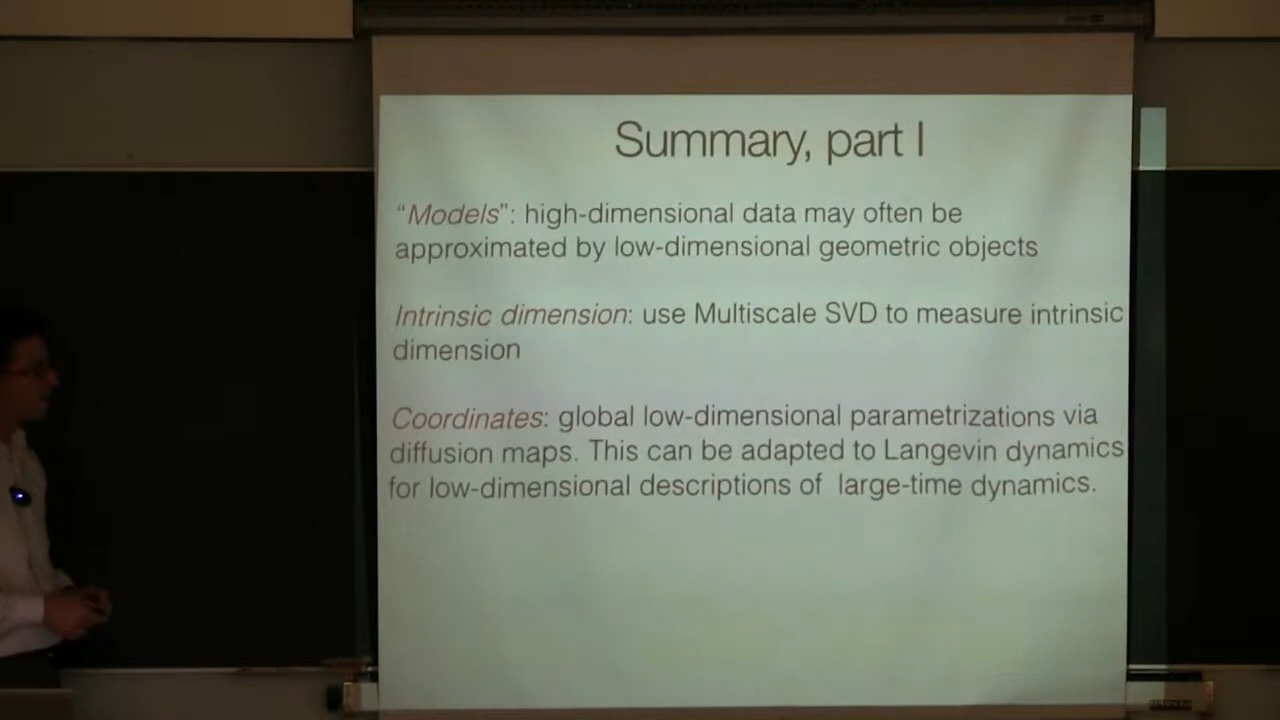 Summary, part I
“Models”: high-dimensional data may often be
approximated by low-dimensional geometric objects
Intrinsic dimension: use Multiscale SVD to measure intrinsic
dimension
Coordinates: global low-dimensional parametrizations via
diffusion maps. This can be adapted to Langevin dynamics
for low-dimensional descriptions of large-time dynamics.